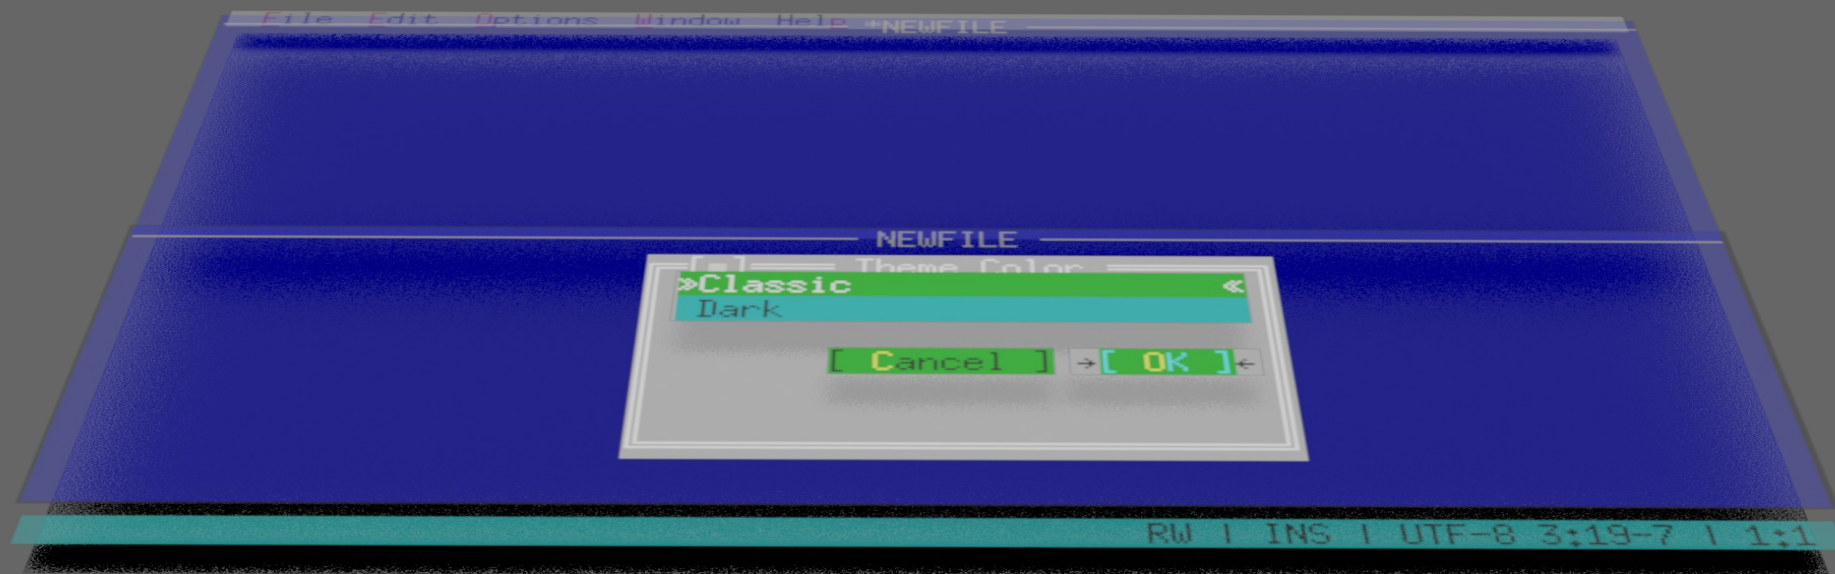 File Edit Options Window Help
*NEWFILE
NEWFILE
[■] Theme Color
»Classic «
Dark
[ Cancel ] →[ OK ]←
RW | INS | UTF-8 3:19-7 | 1:1